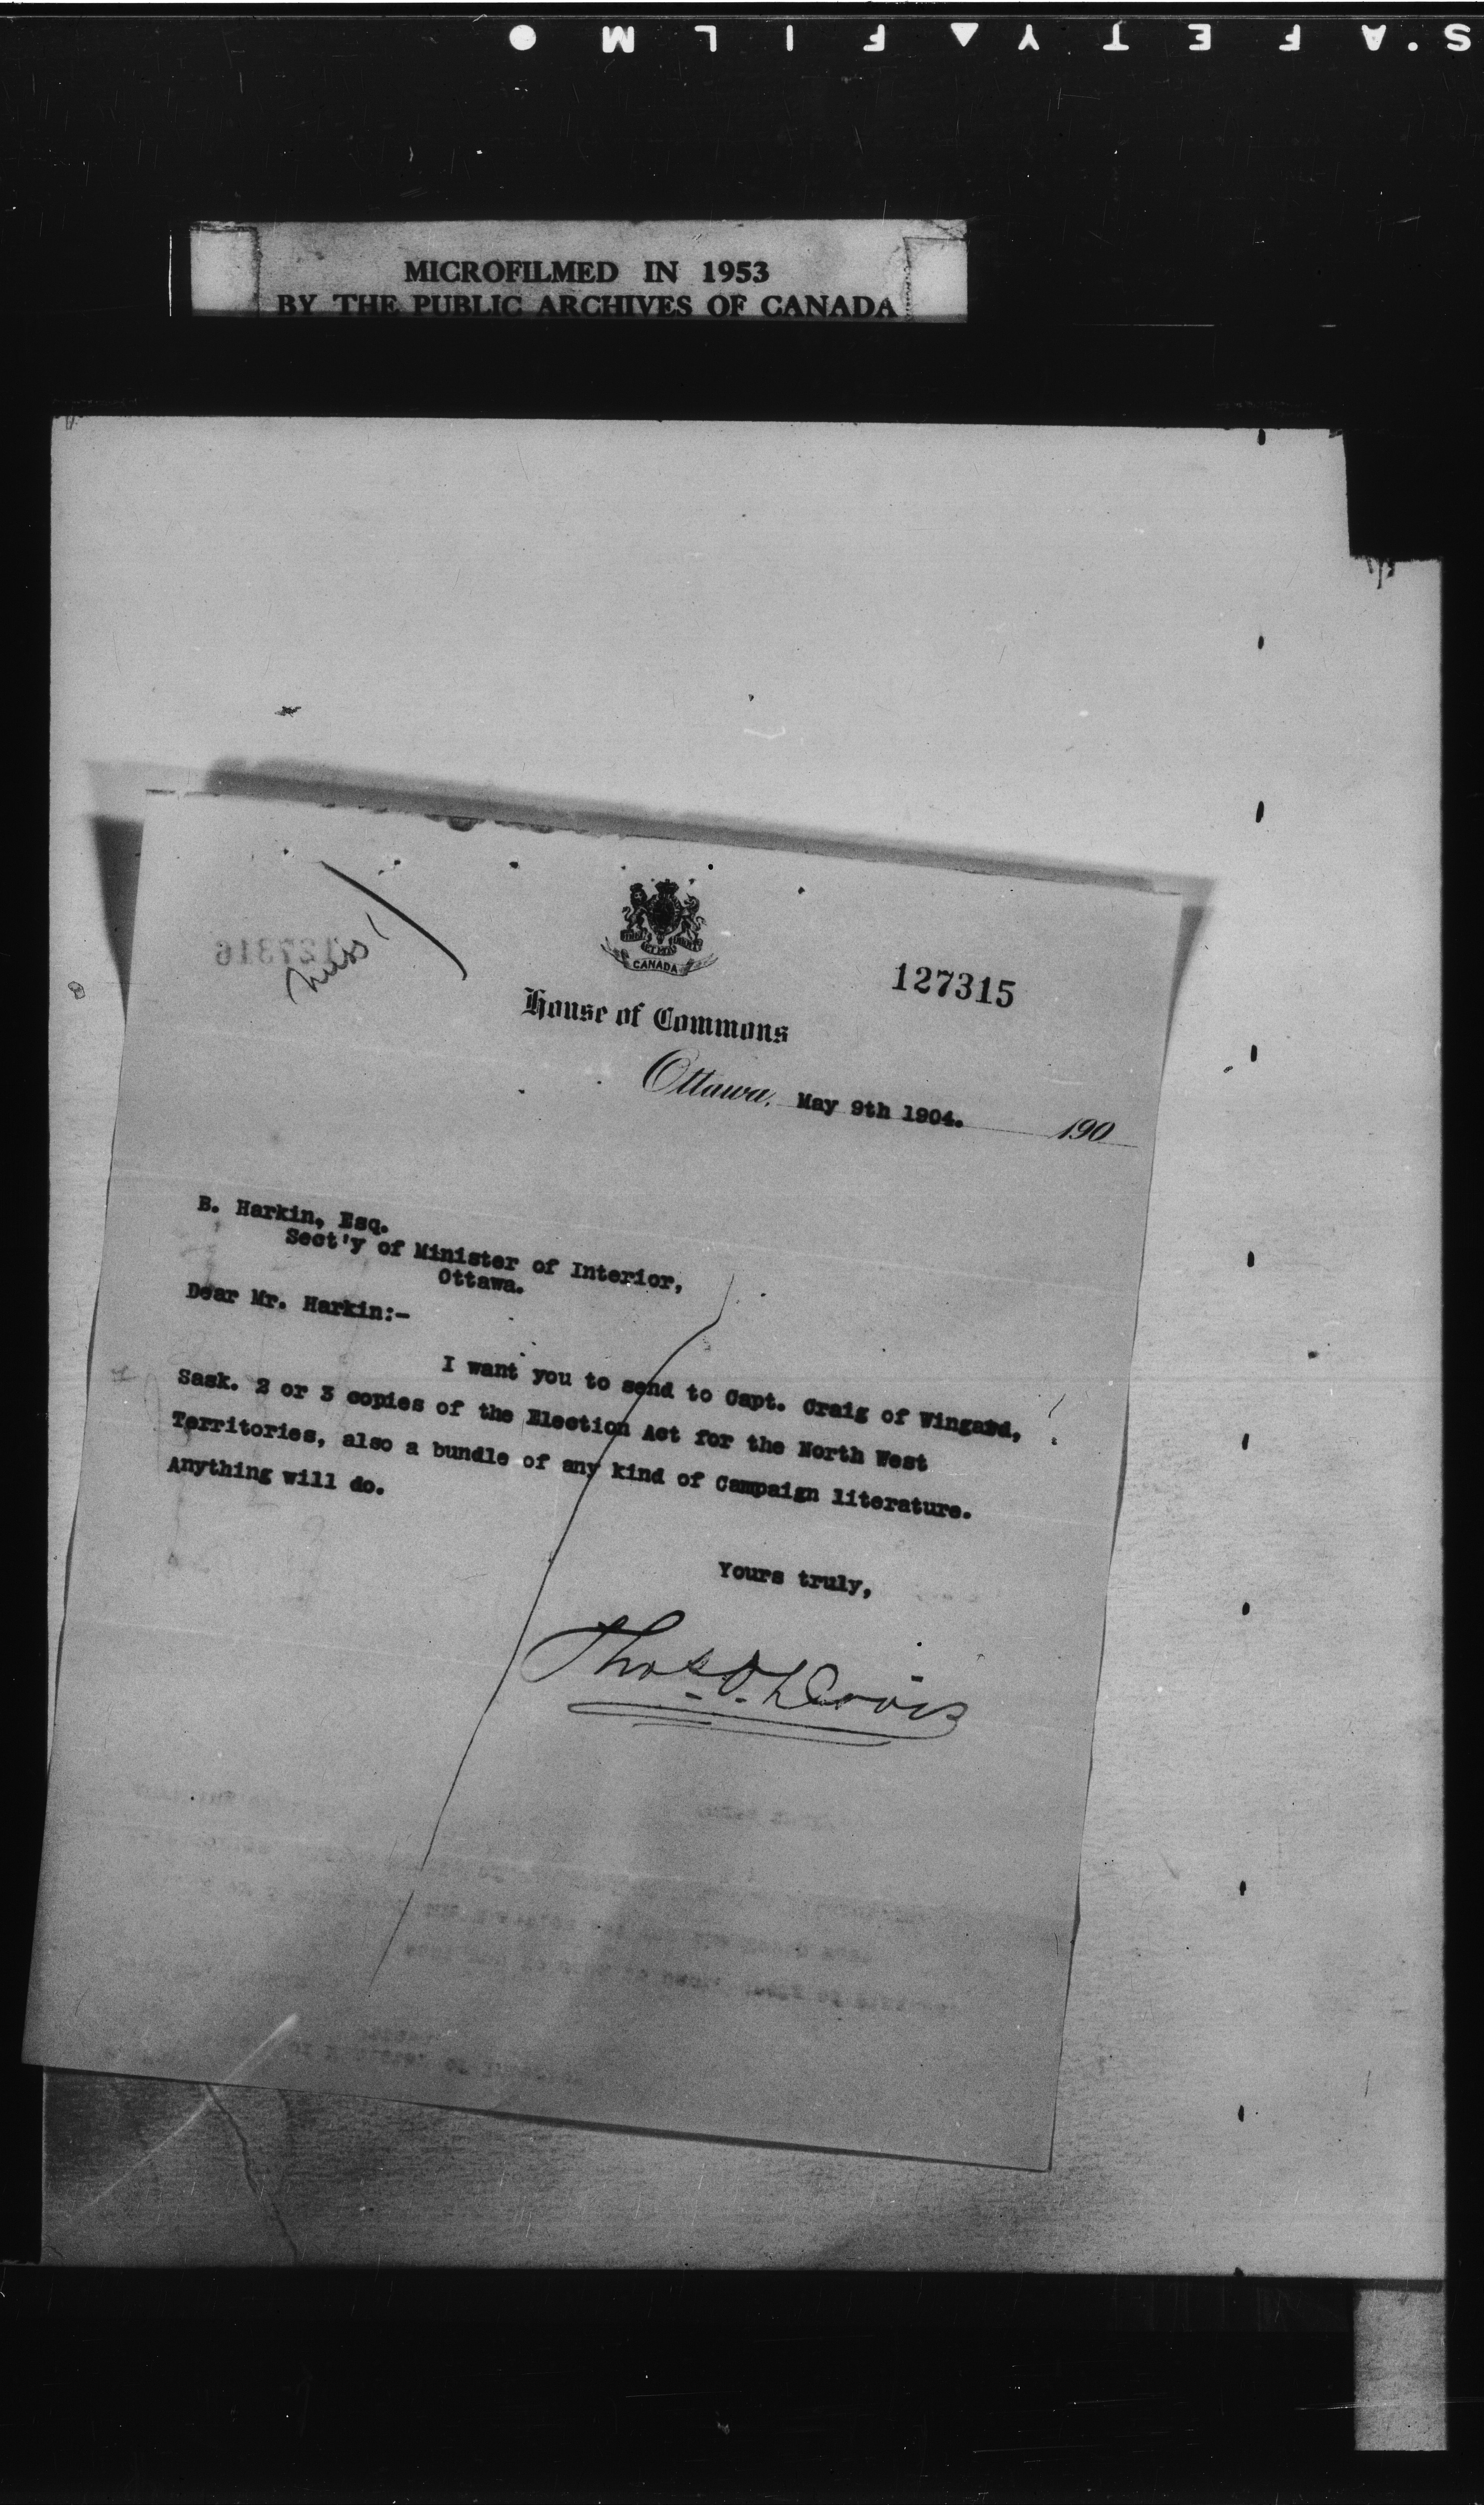 S.A F E T Y ▲ F I L M ●
MICROFILMED IN 1953
BY THE PUBLIC ARCHIVES OF CANADA
CANADA
127316
127315
House of Commons
Ottawa, May 9th 1904. 190
B. Harkin, Esq.
Sect'y of Minister of Interior,
Ottawa.
Dear Mr. Harkin:-
I want you to send to Capt. Craig of Wingard,
Sask. 2 or 3 copies of the Election Act for the North West
Territories, also a bundle of any kind of Campaign literature.
Anything will do.
Yours truly,
Thos. O. Davis